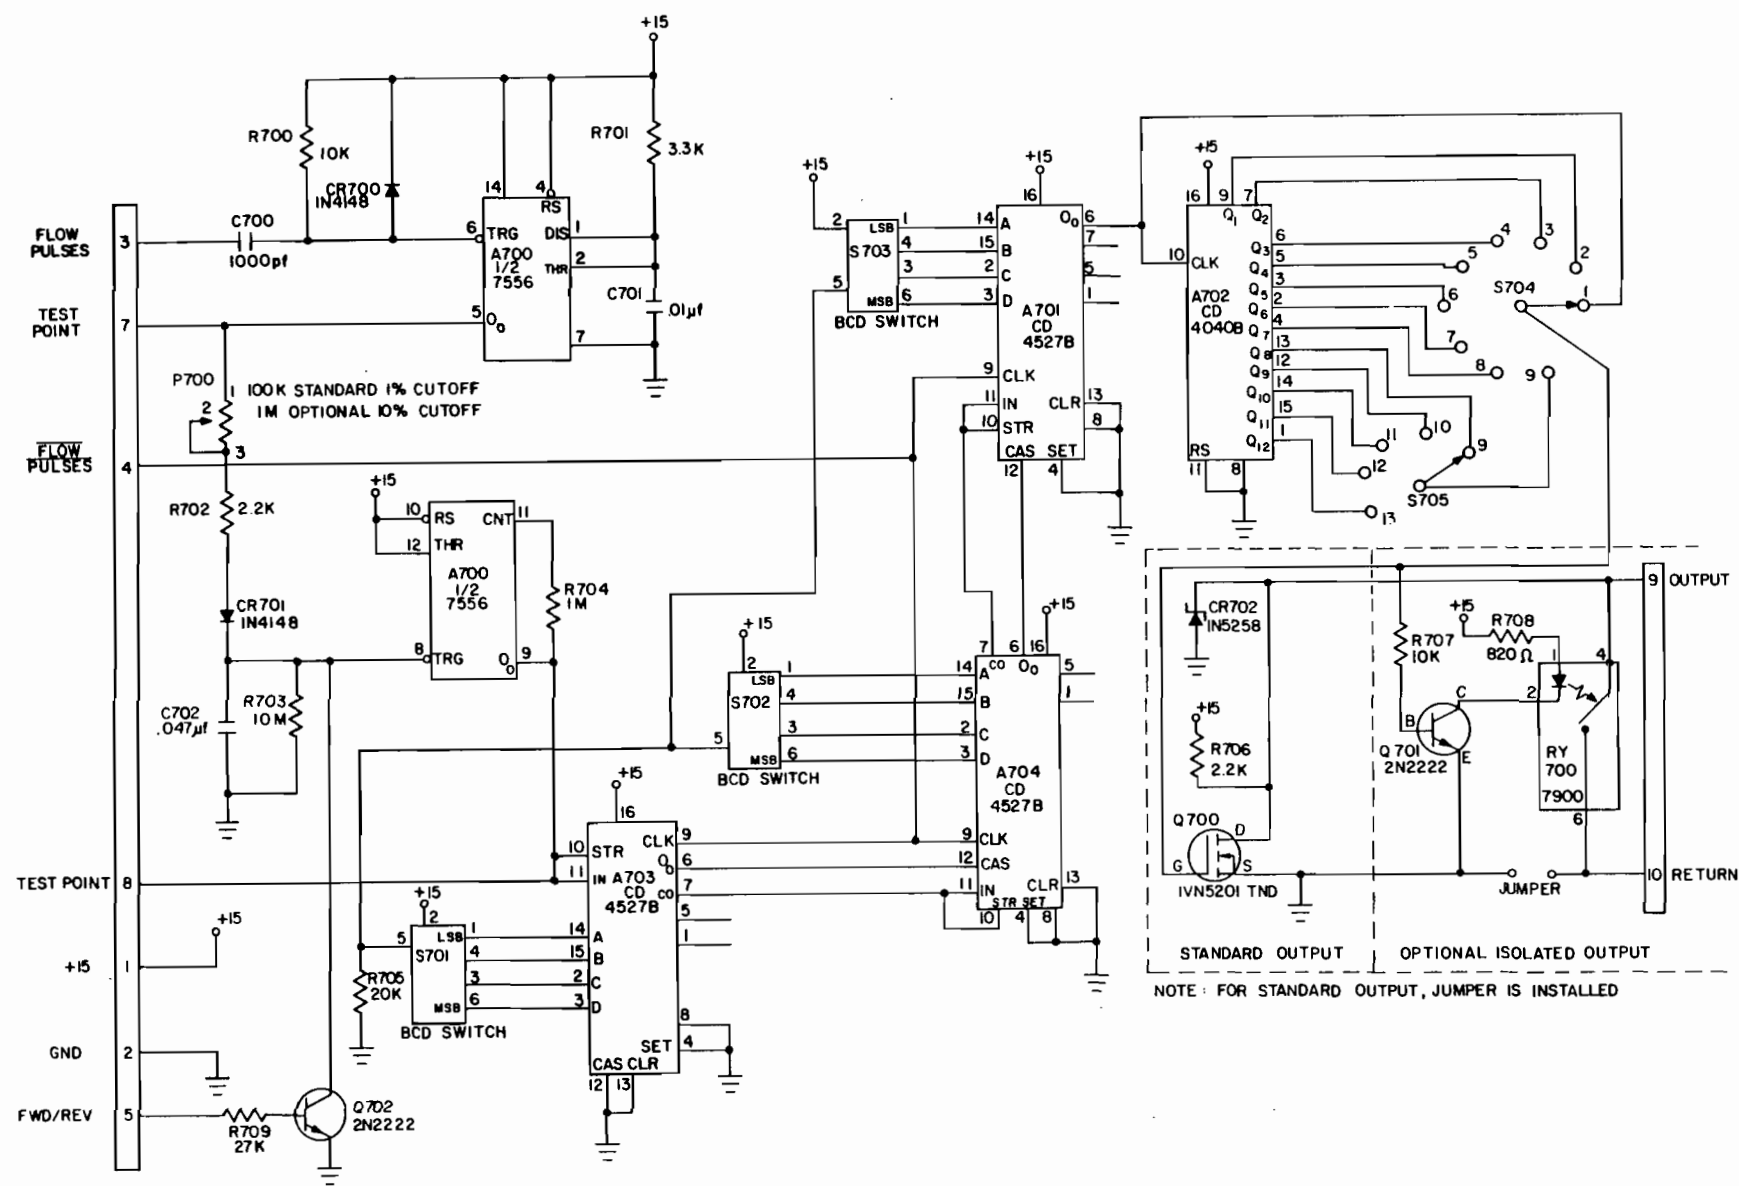 +15
R700
10K
CR700
1N4148
R701
3.3K
14
4
RS
FLOW
PULSES
3
C700
1000pf
6
TRG
DIS
1
A700
1/2
7556
THR
2
C701
.01µf
TEST
POINT
7
5
O₀
7
P700
1
2
3
100K STANDARD 1% CUTOFF
1M OPTIONAL 10% CUTOFF
FLOW
PULSES
4
R702
2.2K
+15
10
RS
CNT
11
12
THR
A700
1/2
7556
R704
1M
CR701
1N4148
8
TRG
O₀
9
C702
.047µf
R703
10M
TEST POINT
8
+15
1
+15
GND
2
FWD/REV
5
R709
27K
Q702
2N2222
+15
2
LSB
1
S703
4
3
5
MSB
6
BCD SWITCH
+15
16
14
A
O₀
6
15
B
7
2
C
5
3
D
1
A701
CD
4527B
9
CLK
11
IN
CLR
13
10
STR
8
CAS
SET
12
4
+15
16
9
7
Q1
Q2
10
CLK
A702
CD
4040B
Q3
6
Q4
5
Q5
3
Q6
2
Q7
4
Q8
13
Q9
12
Q10
14
Q11
15
Q12
1
RS
11
8
4
3
2
5
6
S704
1
7
8
9
10
11
9
12
S705
13
+15
2
LSB
1
S702
4
3
5
MSB
6
BCD SWITCH
+15
7
CO
6
O₀
16
14
A
5
15
B
1
2
C
3
D
A704
CD
4527B
9
CLK
12
CAS
11
IN
CLR
13
STR
SET
10
4
8
+15
16
CLK
9
10
STR
O₀
6
11
IN
A703
CD
4527B
CO
7
5
1
14
A
15
B
2
C
3
D
8
SET
4
CAS
CLR
12
13
+15
2
5
LSB
1
S701
4
3
MSB
6
BCD SWITCH
R705
20K
CR702
1N5258
+15
R706
2.2K
Q700
D
G
S
IVN5201 TND
R707
10K
+15
R708
820 Ω
1
4
C
2
B
Q701
2N2222
E
RY
700
7900
6
JUMPER
9
OUTPUT
10
RETURN
STANDARD OUTPUT
OPTIONAL ISOLATED OUTPUT
NOTE: FOR STANDARD OUTPUT, JUMPER IS INSTALLED